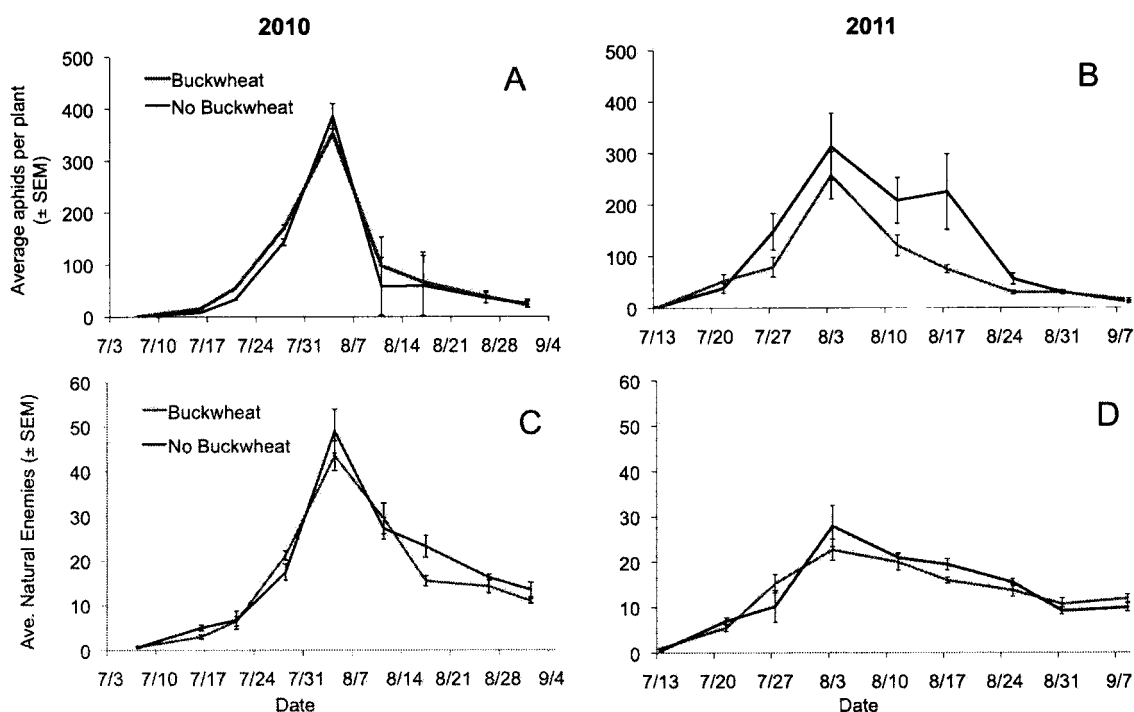 2010
2011
A
500
400
300
200
100
0
Buckwheat
No Buckwheat
Average aphids per plant
(± SEM)
7/3 7/10 7/17 7/24 7/31 8/7 8/14 8/21 8/28 9/4
B
500
400
300
200
100
0
7/13 7/20 7/27 8/3 8/10 8/17 8/24 8/31 9/7
C
60
50
40
30
20
10
0
Buckwheat
No Buckwheat
Ave. Natural Enemies (± SEM)
7/3 7/10 7/17 7/24 7/31 8/7 8/14 8/21 8/28 9/4
Date
D
60
50
40
30
20
10
0
7/13 7/20 7/27 8/3 8/10 8/17 8/24 8/31 9/7
Date